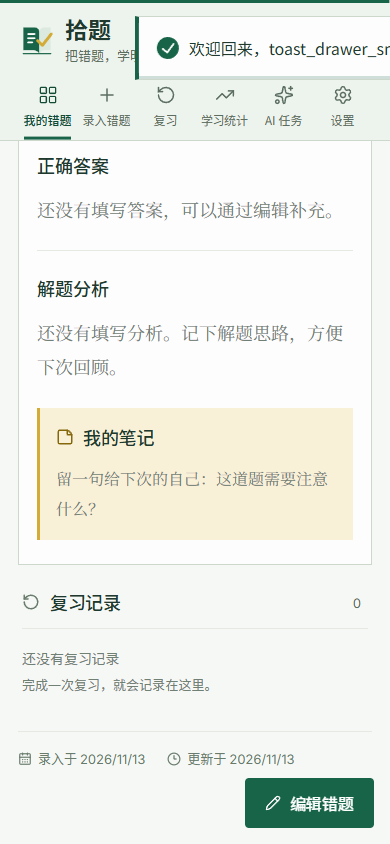 拾题
把错题，学明
欢迎回来，toast_drawer_sm
我的错题
录入错题
复习
学习统计
AI 任务
设置
正确答案
还没有填写答案，可以通过编辑补充。
解题分析
还没有填写分析。记下解题思路，方便
下次回顾。
我的笔记
留一句给下次的自己：这道题需要注意
什么？
复习记录
0
还没有复习记录
完成一次复习，就会记录在这里。
录入于 2026/11/13
更新于 2026/11/13
编辑错题